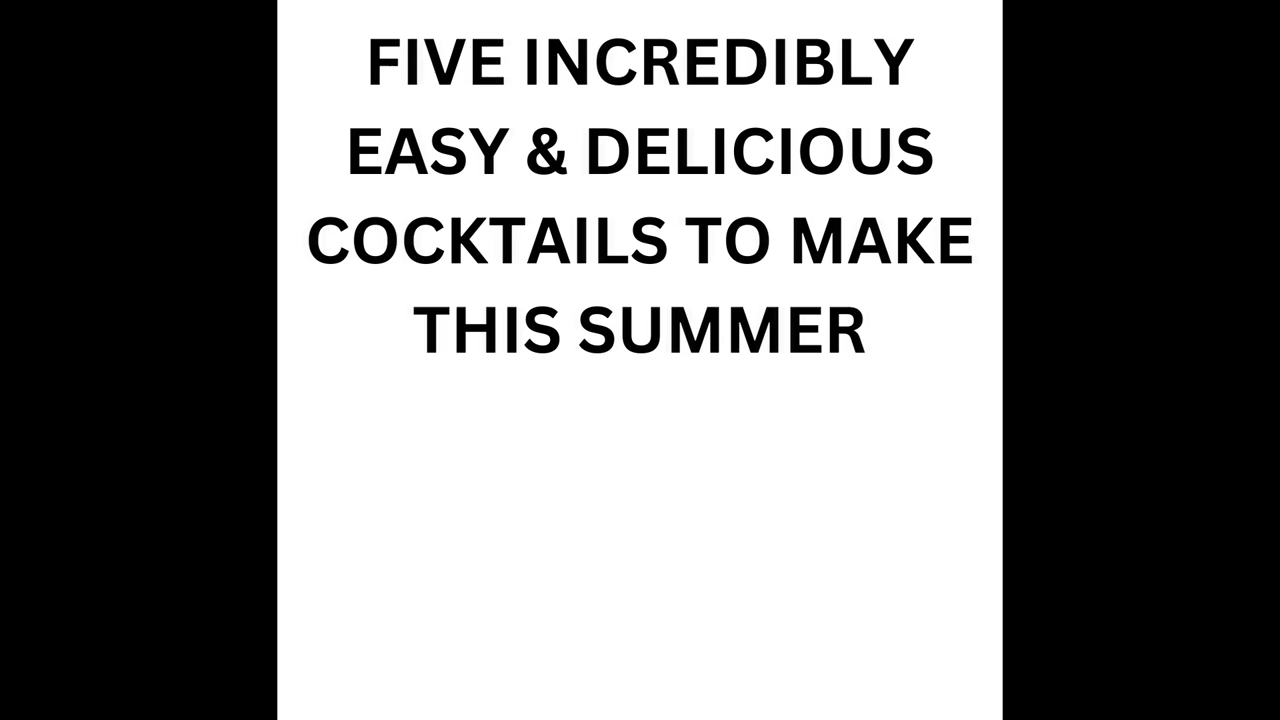 FIVE INCREDIBLY
EASY & DELICIOUS
COCKTAILS TO MAKE
THIS SUMMER